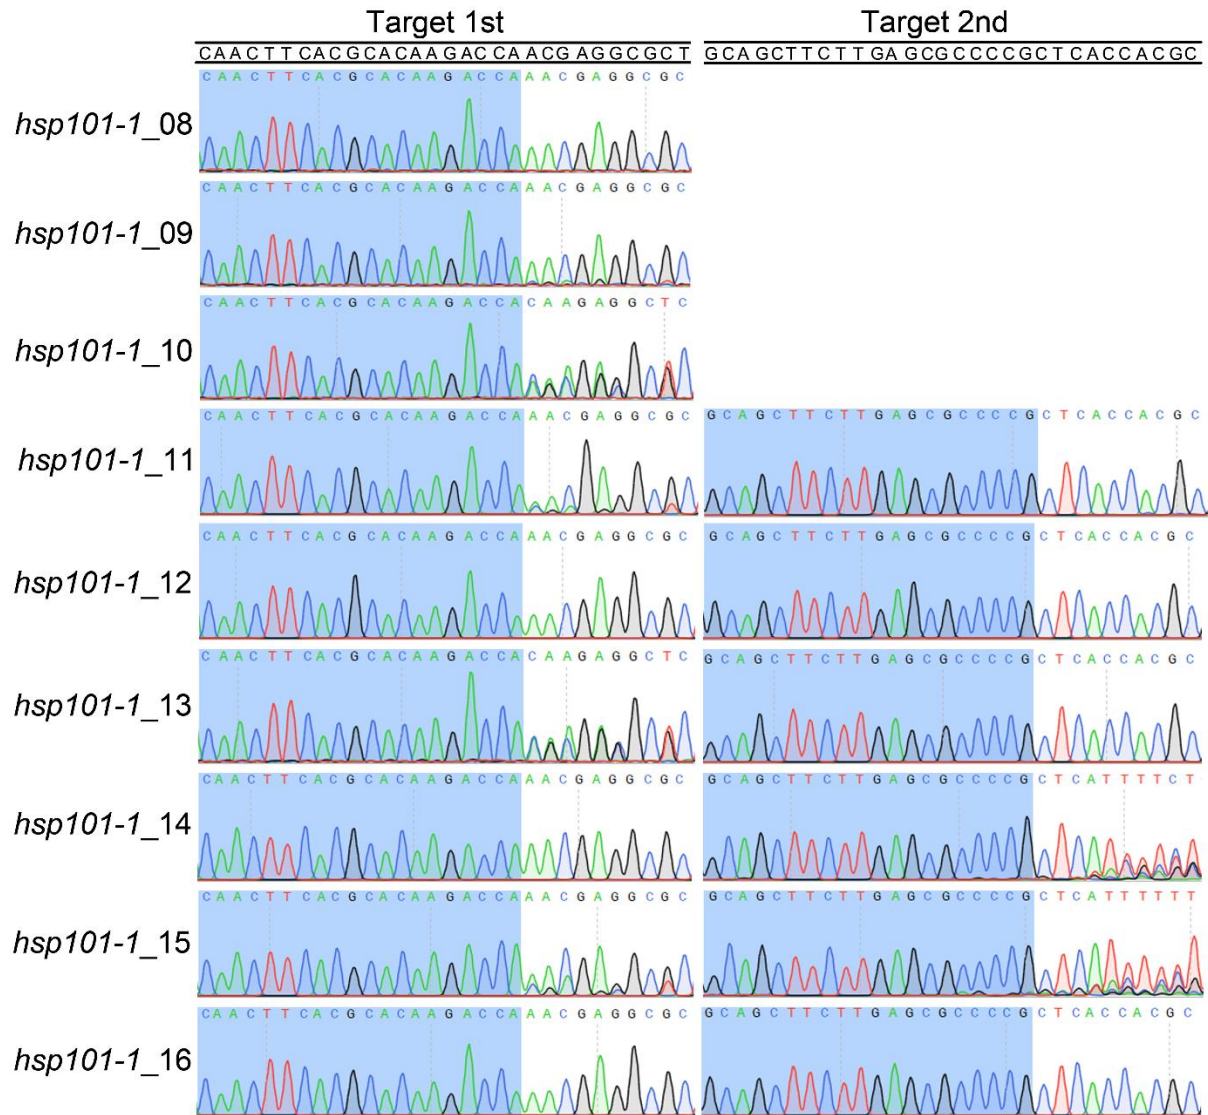 Target 1st Target 2nd
CAACTTCACGCACAAGACCAACGAGGCGCT GCAGCTTCTTGAGCGCCCCGCTCACCACGC
CAACTTCACGCACAAGACCAAACGAGGCGC
hsp101-1_08
CAACTTCACGCACAAGACCAAACGAGGCGC
hsp101-1_09
CAACTTCACGCACAAGACCACAAGAGGCTC
hsp101-1_10
CAACTTCACGCACAAGACCAAACGAGGCGC GCAGCTTCTTGAGCGCCCCGCTCACCACGC
hsp101-1_11
CAACTTCACGCACAAGACCAAACGAGGCGC GCAGCTTCTTGAGCGCCCCGCTCACCACGC
hsp101-1_12
CAACTTCACGCACAAGACCACAAGAGGCTC GCAGCTTCTTGAGCGCCCCGCTCACCACGC
hsp101-1_13
CAACTTCACGCACAAGACCAAACGAGGCGC GCAGCTTCTTGAGCGCCCCGCTCATTTTCT
hsp101-1_14
CAACTTCACGCACAAGACCAAACGAGGCGC GCAGCTTCTTGAGCGCCCCGCTCATTTTTT
hsp101-1_15
CAACTTCACGCACAAGACCAAACGAGGCGC GCAGCTTCTTGAGCGCCCCGCTCACCACGC
hsp101-1_16